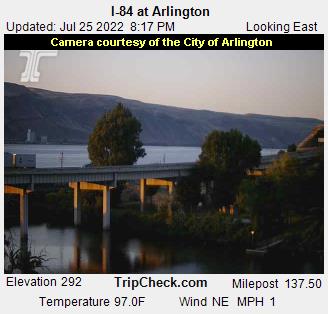 I-84 at Arlington
Updated: Jul 25 2022 8:17 PM Looking East
Camera courtesy of the City of Arlington
Elevation 292 TripCheck.com Milepost 137.50
Temperature 97.0F Wind NE MPH 1